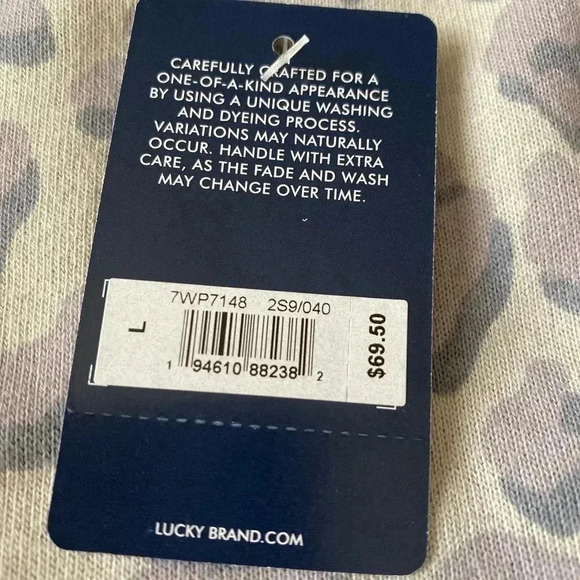 CAREFULLY CRAFTED FOR A
ONE-OF-A-KIND APPEARANCE
BY USING A UNIQUE WASHING
AND DYEING PROCESS.
VARIATIONS MAY NATURALLY
OCCUR. HANDLE WITH EXTRA
CARE, AS THE FADE AND WASH
MAY CHANGE OVER TIME.
7WP7148 2S9/040
L
1 94610 88238 2
$69.50
LUCKY BRAND.COM